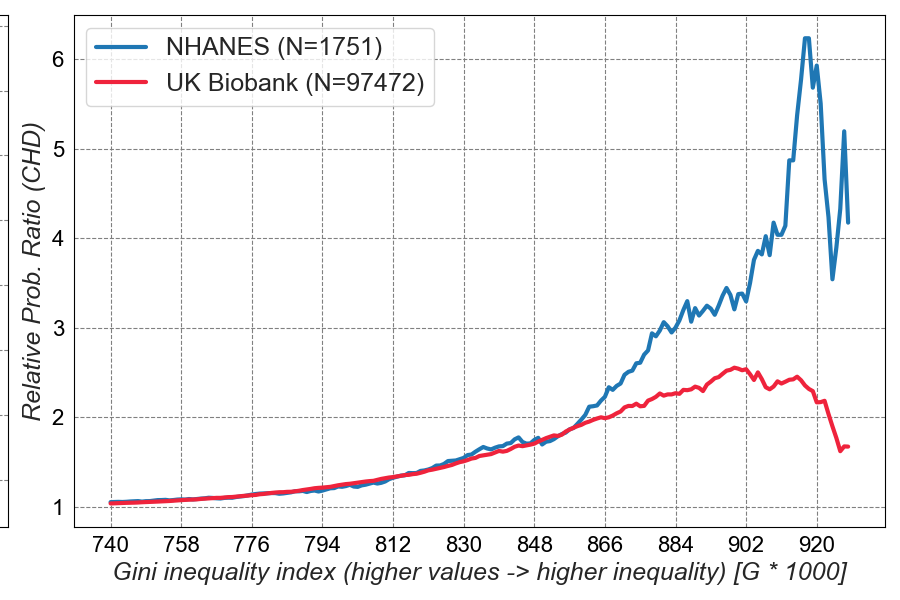 NHANES (N=1751)
UK Biobank (N=97472)
6
5
4
3
2
1
Relative Prob. Ratio (CHD)
740 758 776 794 812 830 848 866 884 902 920
Gini inequality index (higher values -> higher inequality) [G * 1000]